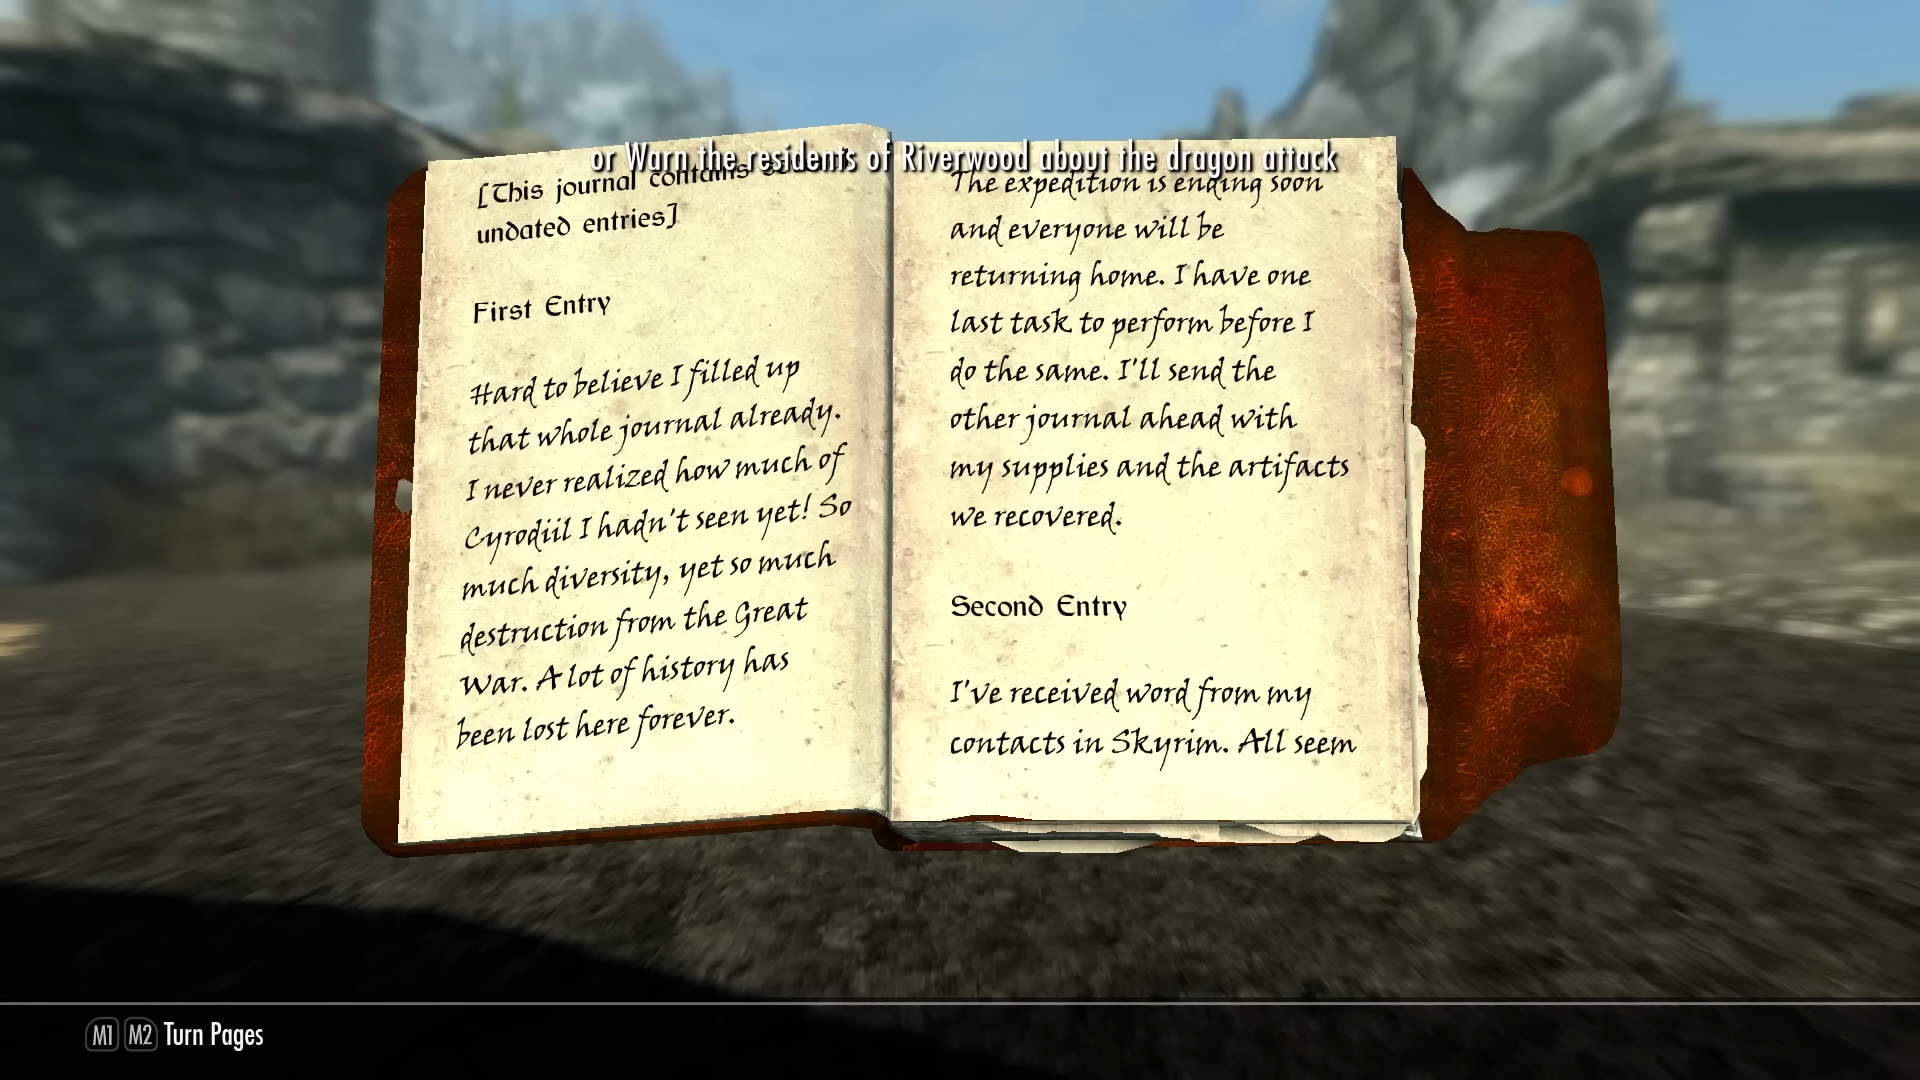 or Warn the residents of Riverwood about the dragon attack
[This journal contains
undated entries]
First Entry
Hard to believe I filled up
that whole journal already.
I never realized how much of
Cyrodiil I hadn't seen yet! So
much diversity, yet so much
destruction from the Great
War. A lot of history has
been lost here forever.
The expedition is ending soon
and everyone will be
returning home. I have one
last task to perform before I
do the same. I'll send the
other journal ahead with
my supplies and the artifacts
we recovered.
Second Entry
I've received word from my
contacts in Skyrim. All seem
M1 M2 Turn Pages